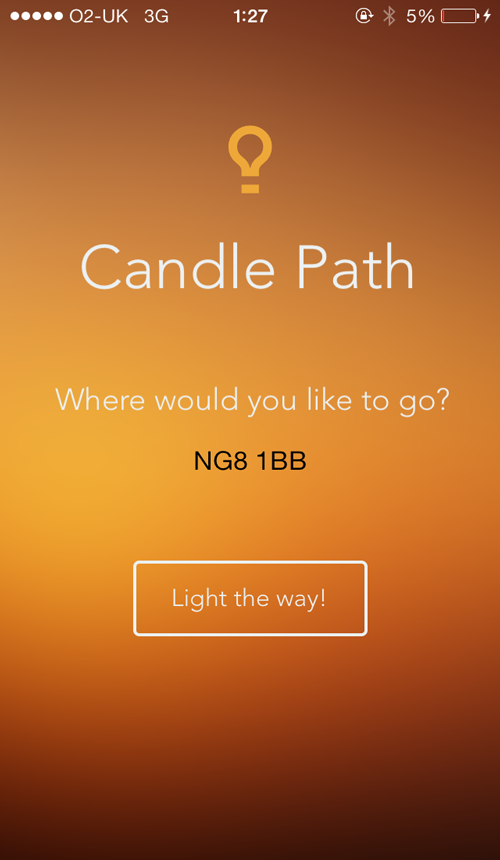 O2-UK 3G 1:27 5%
Candle Path
Where would you like to go?
NG8 1BB
Light the way!